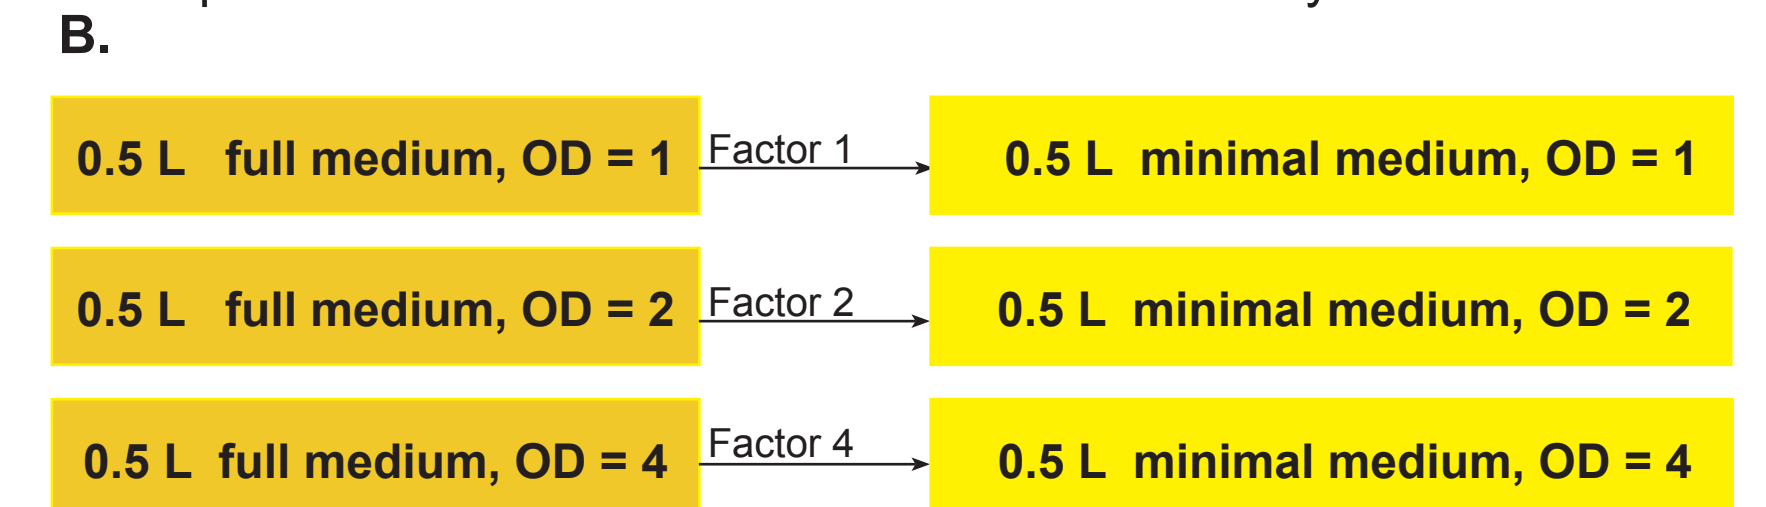 B.
0.5 L full medium, OD = 1 Factor 1 0.5 L minimal medium, OD = 1
0.5 L full medium, OD = 2 Factor 2 0.5 L minimal medium, OD = 2
0.5 L full medium, OD = 4 Factor 4 0.5 L minimal medium, OD = 4